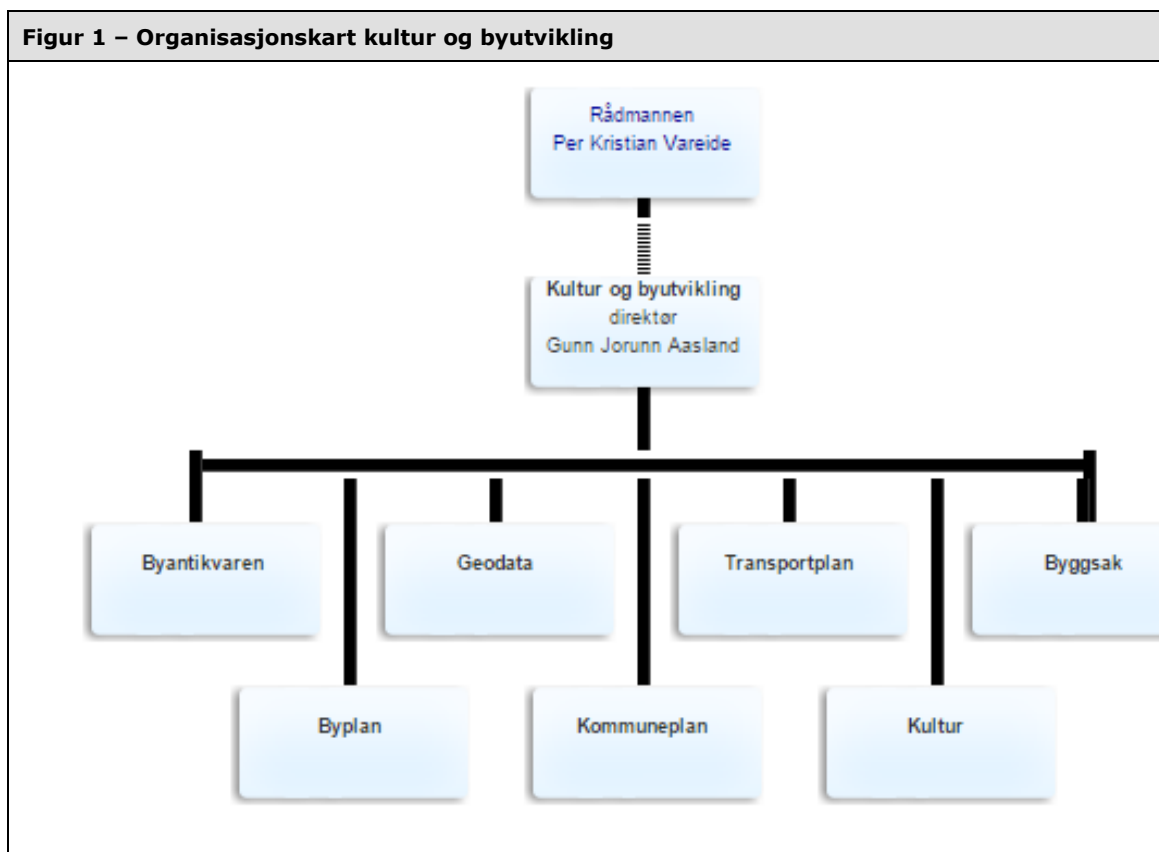 Figur 1 – Organisasjonskart kultur og byutvikling
Rådmannen
Per Kristian Vareide
Kultur og byutvikling
direktør
Gunn Jorunn Aasland
Byantikvaren
Geodata
Transportplan
Byggsak
Byplan
Kommuneplan
Kultur